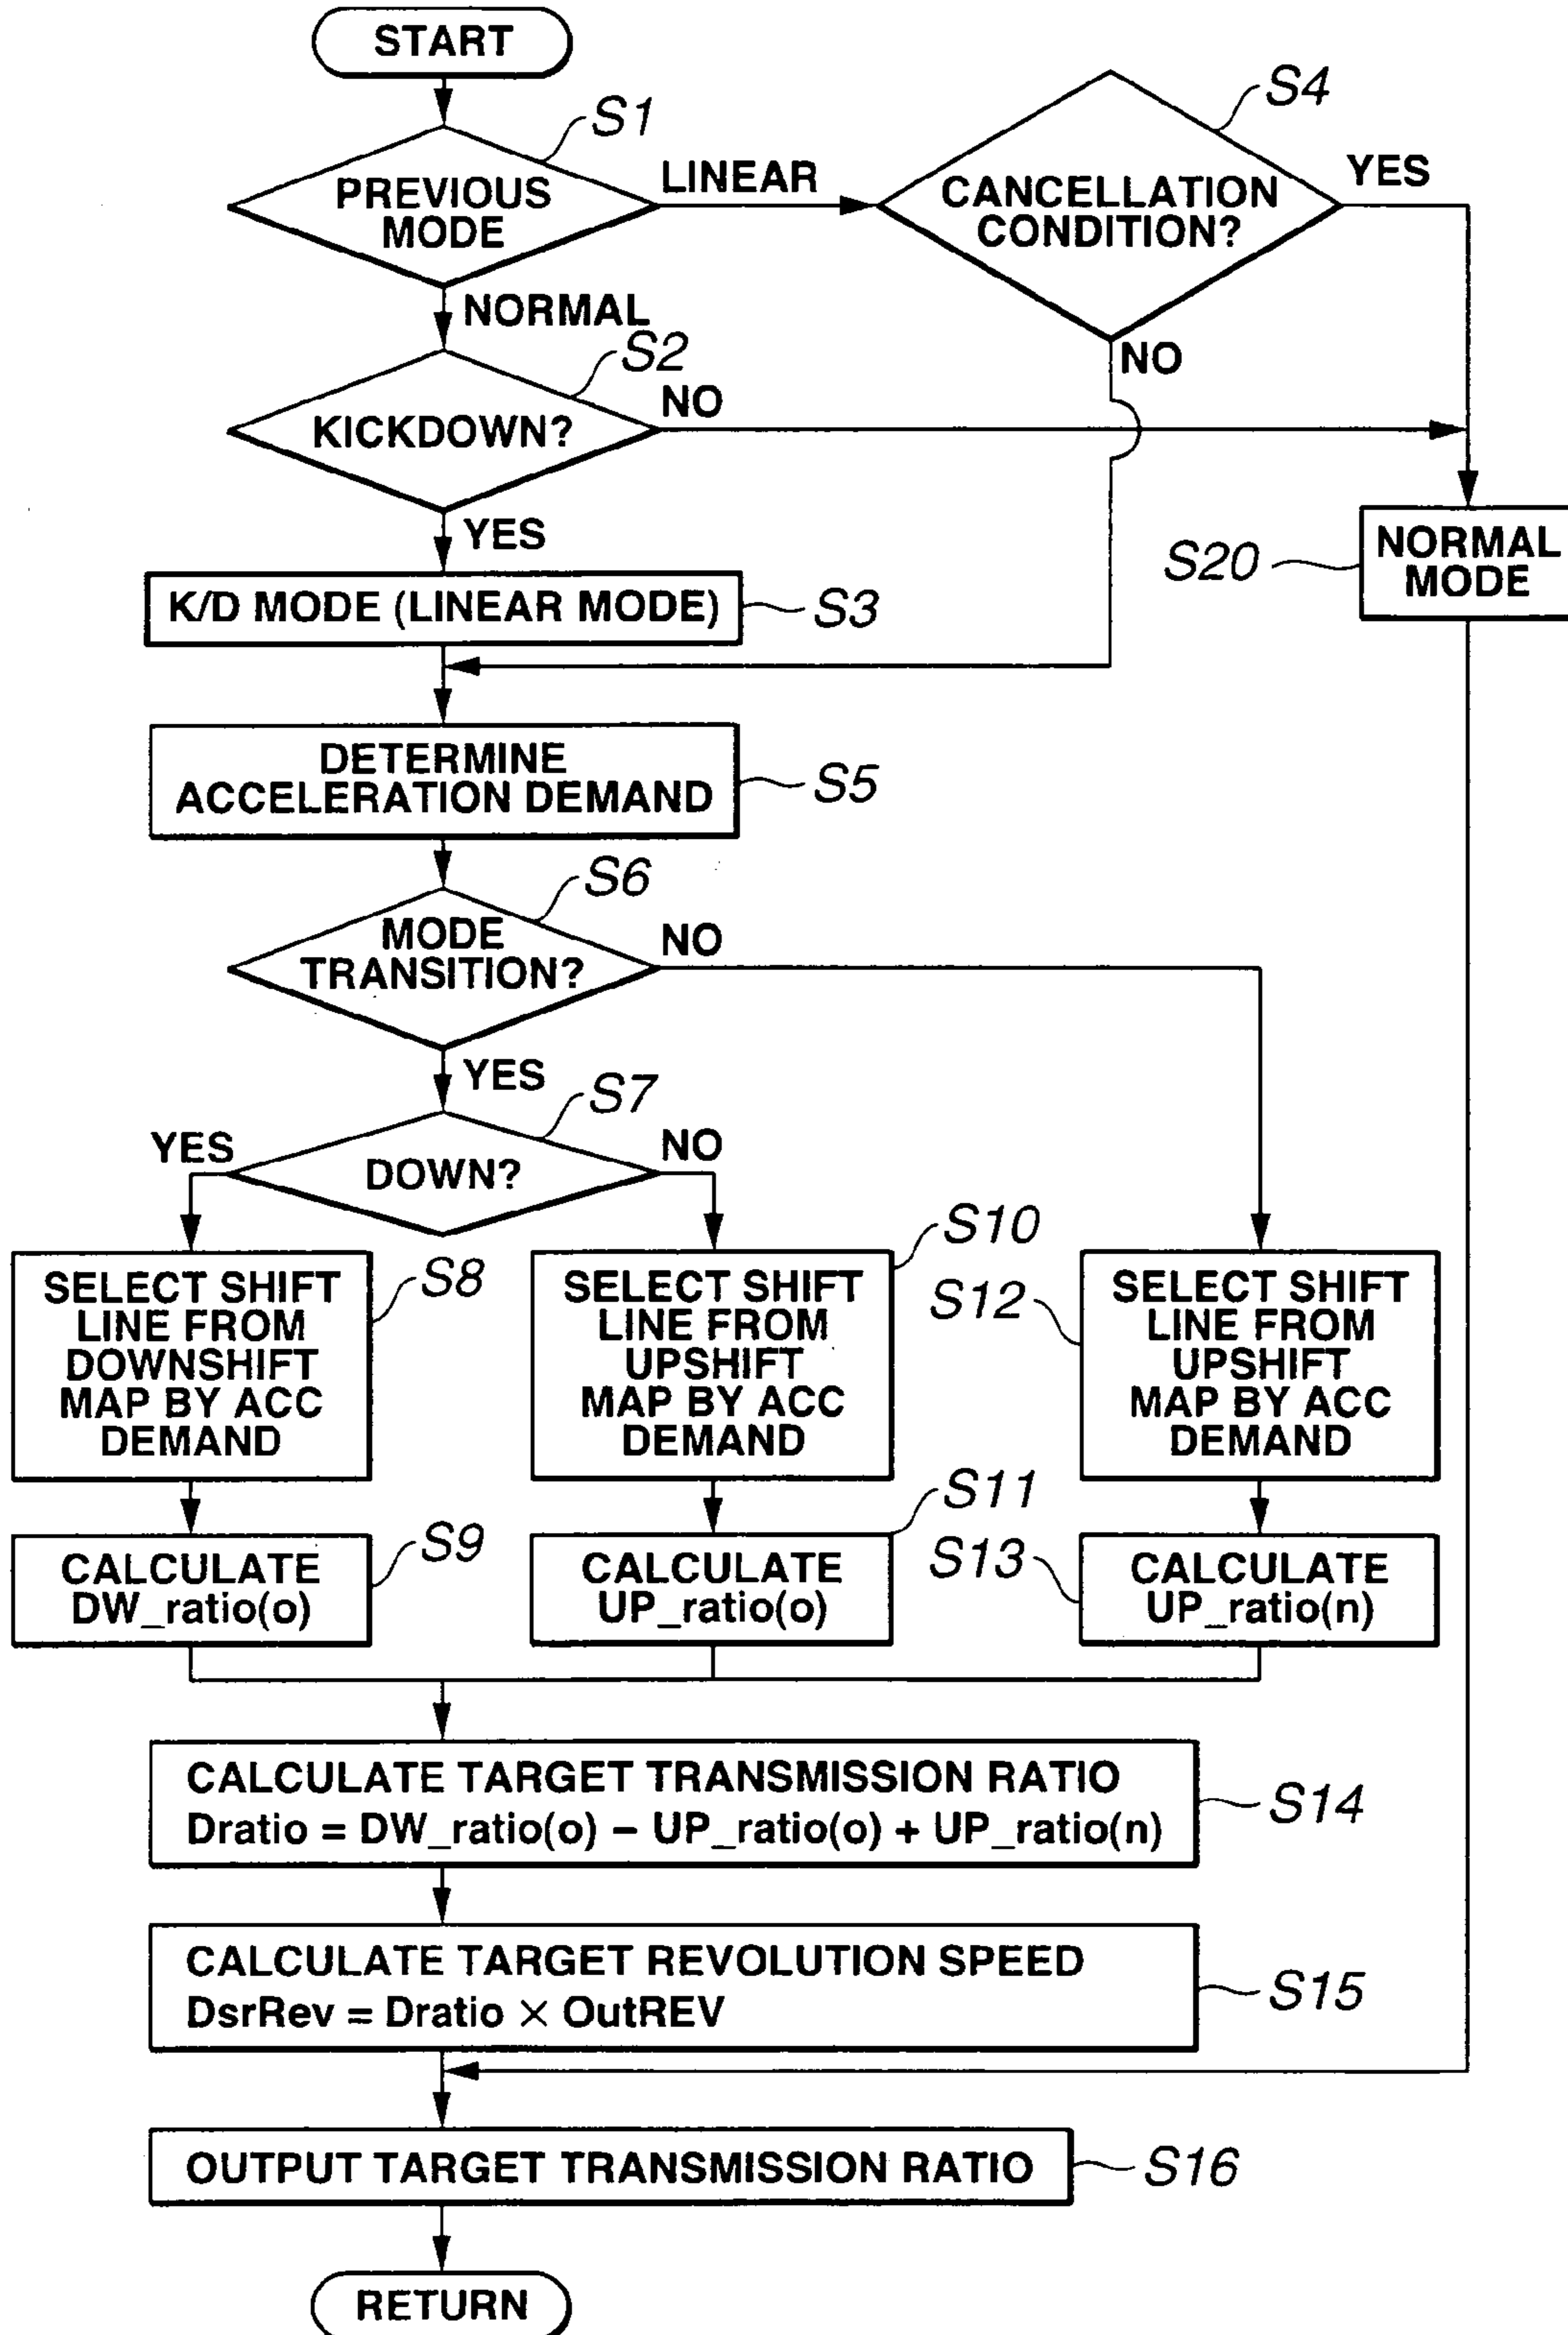 START
S1
PREVIOUS
MODE
LINEAR
S4
CANCELLATION
CONDITION?
YES
NORMAL
NO
S2
KICKDOWN?
NO
YES
S20
NORMAL
MODE
K/D MODE (LINEAR MODE)
S3
DETERMINE
ACCELERATION DEMAND
S5
S6
MODE
TRANSITION?
NO
YES
S7
YES
DOWN?
NO
SELECT SHIFT
LINE FROM
DOWNSHIFT
MAP BY ACC
DEMAND
S8
SELECT SHIFT
LINE FROM
UPSHIFT
MAP BY ACC
DEMAND
S10
S12
SELECT SHIFT
LINE FROM
UPSHIFT
MAP BY ACC
DEMAND
CALCULATE
DW_ratio(o)
S9
CALCULATE
UP_ratio(o)
S11
S13
CALCULATE
UP_ratio(n)
CALCULATE TARGET TRANSMISSION RATIO
Dratio = DW_ratio(o) – UP_ratio(o) + UP_ratio(n)
S14
CALCULATE TARGET REVOLUTION SPEED
DsrRev = Dratio × OutREV
S15
OUTPUT TARGET TRANSMISSION RATIO
S16
RETURN